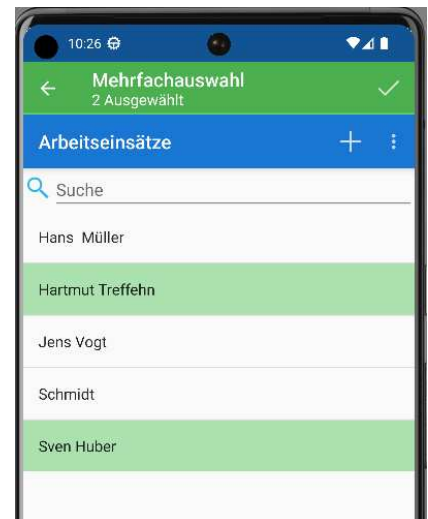 10:26
Mehrfachauswahl
2 Ausgewählt
Arbeitseinsätze
Suche
Hans Müller
Hartmut Treffehn
Jens Vogt
Schmidt
Sven Huber